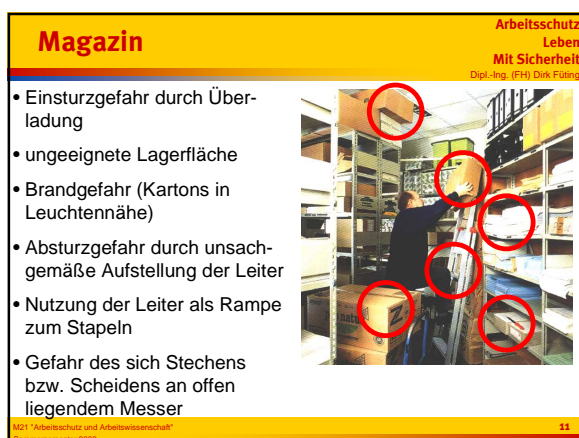 Magazin
Arbeitsschutz
Leben
Mit Sicherheit
Dipl.-Ing. (FH) Dirk Füting
• Einsturzgefahr durch Über-
ladung
• ungeeignete Lagerfläche
• Brandgefahr (Kartons in
Leuchtennähe)
• Absturzgefahr durch unsach-
gemäße Aufstellung der Leiter
• Nutzung der Leiter als Rampe
zum Stapeln
• Gefahr des sich Stechens
bzw. Scheidens an offen
liegendem Messer
natu
Z
M21 "Arbeitsschutz und Arbeitswissenschaft"
11